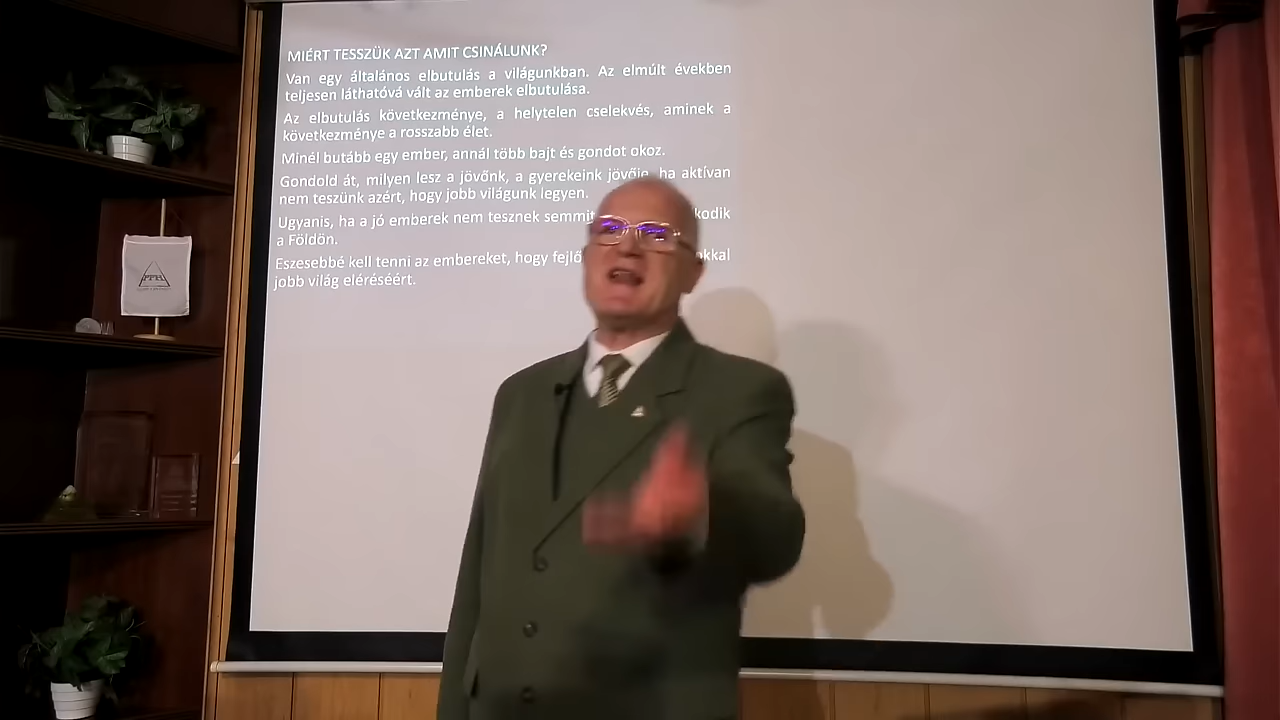 MIÉRT TESSZÜK AZT AMIT CSINÁLUNK?
Van egy általános elbutulás a világunkban. Az elmúlt években
teljesen láthatóvá vált az emberek elbutulása.
Az elbutulás következménye, a helytelen cselekvés, aminek a
következménye a rosszabb élet.
Minél butább egy ember, annál több bajt és gondot okoz.
Gondold át, milyen lesz a jövőnk, a gyerekeink jövője, ha aktívan
nem teszünk azért, hogy jobb világunk legyen.
Ugyanis, ha a jó emberek nem tesznek semmit
a Földön.
Eszesebbé kell tenni az embereket, hogy
jobb világ eléréséért.